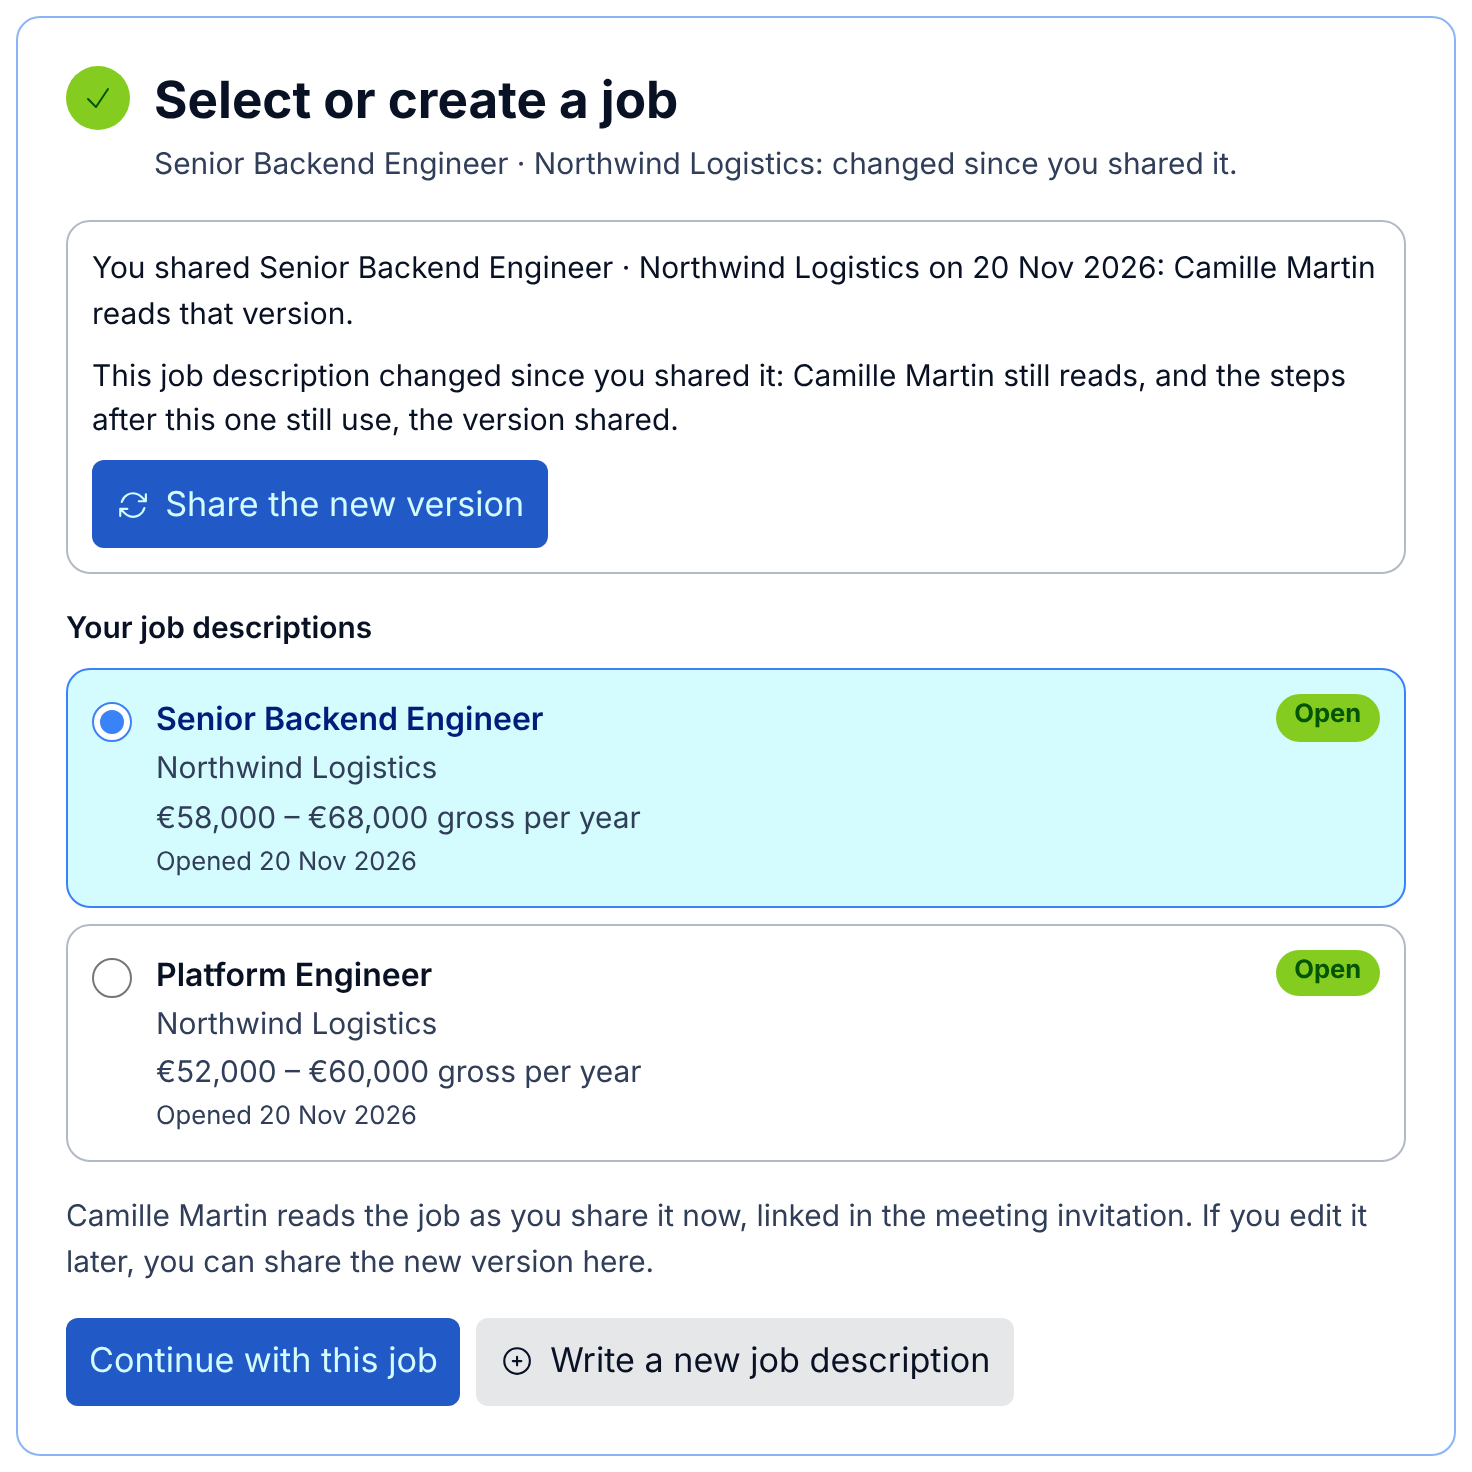 Select or create a job
Senior Backend Engineer · Northwind Logistics: changed since you shared it.
You shared Senior Backend Engineer · Northwind Logistics on 20 Nov 2026: Camille Martin
reads that version.
This job description changed since you shared it: Camille Martin still reads, and the steps
after this one still use, the version shared.
Share the new version
Your job descriptions
Senior Backend Engineer
Open
Northwind Logistics
€58,000 – €68,000 gross per year
Opened 20 Nov 2026
Platform Engineer
Open
Northwind Logistics
€52,000 – €60,000 gross per year
Opened 20 Nov 2026
Camille Martin reads the job as you share it now, linked in the meeting invitation. If you edit it
later, you can share the new version here.
Continue with this job
Write a new job description